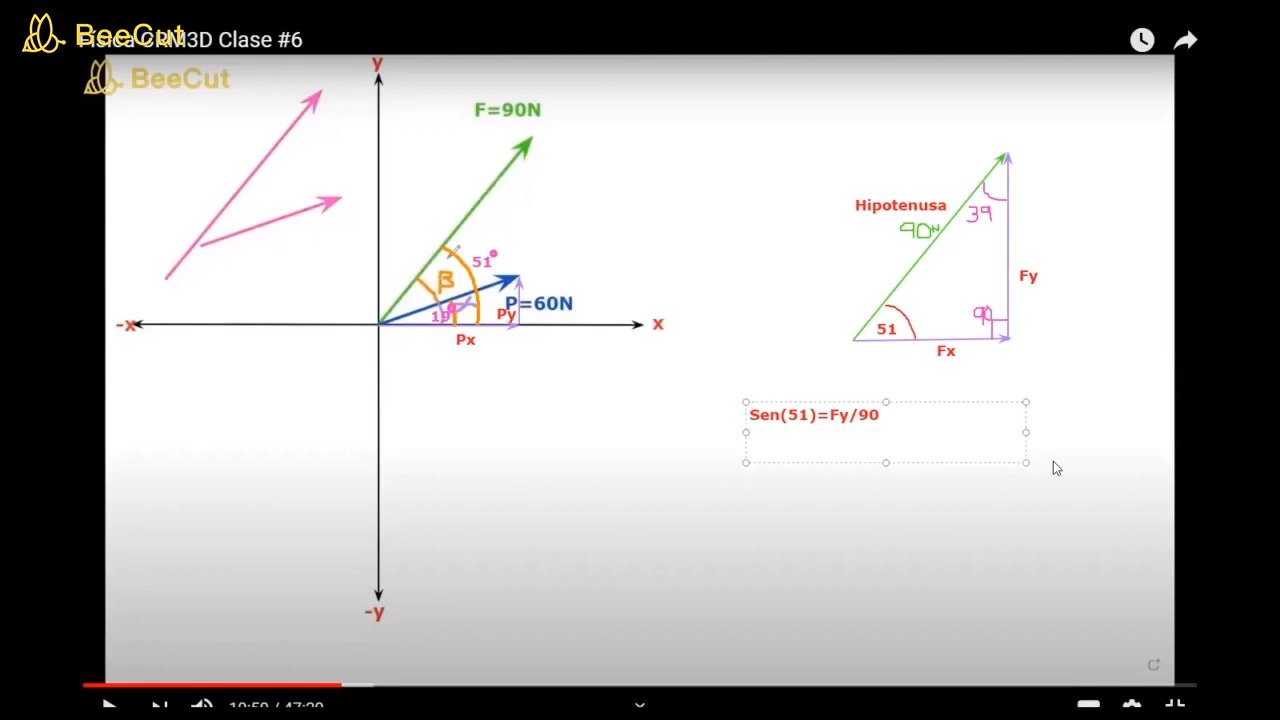 BeeCut
Física CRM3D Clase #6
BeeCut
y
F=90N
Hipotenusa
90N
39
51°
β
Fy
P=60N
19°
Py
-x
x
Px
51
90
Fx
Sen(51)=Fy/90
-y